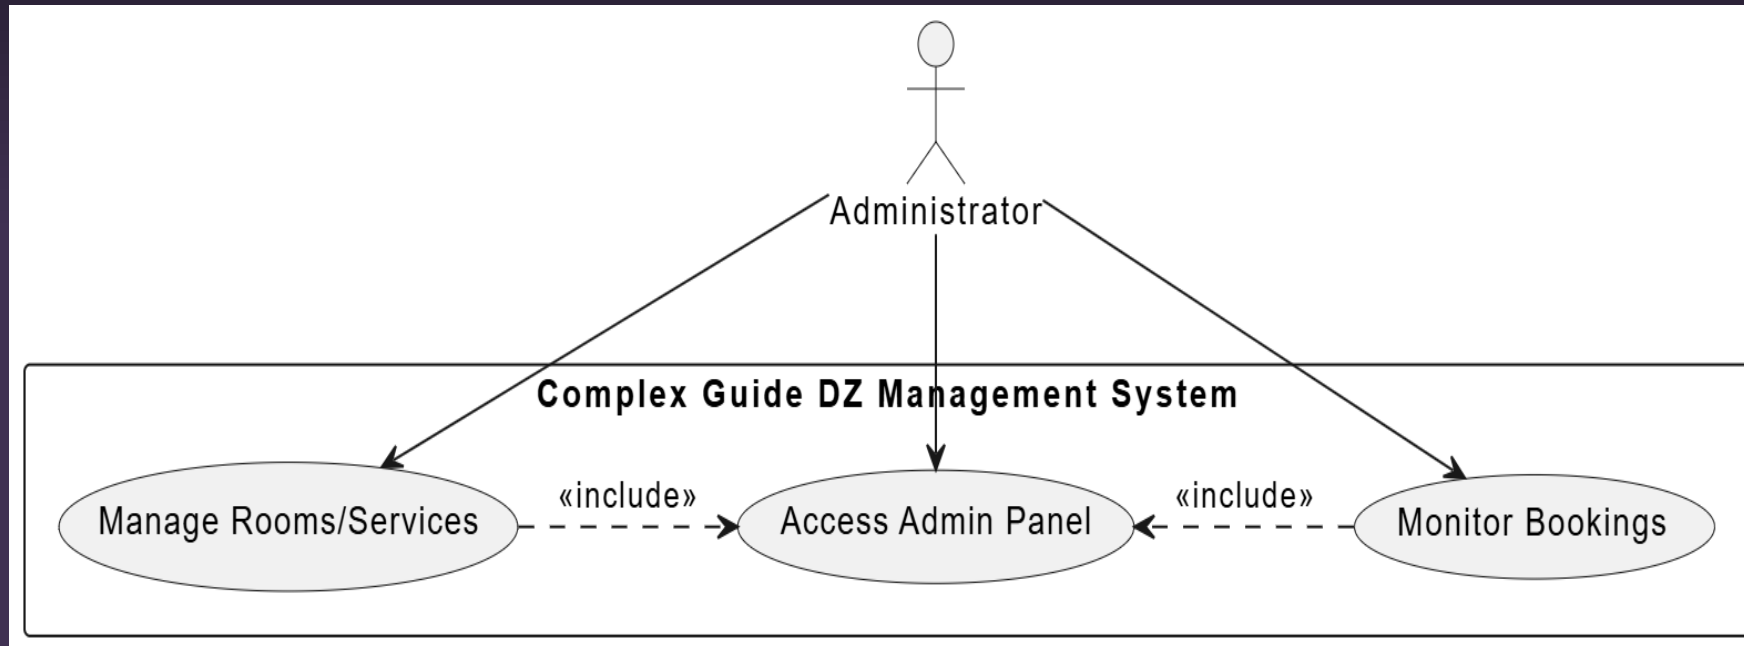 Administrator
Complex Guide DZ Management System
«include»
«include»
Manage Rooms/Services
Access Admin Panel
Monitor Bookings